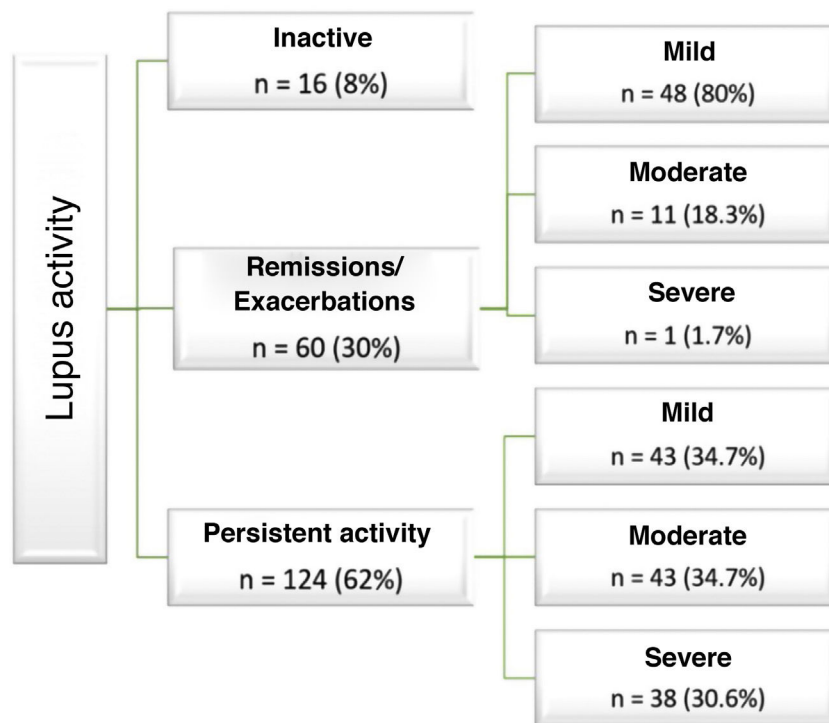 Lupus activity
Inactive
n = 16 (8%)
Remissions/
Exacerbations
n = 60 (30%)
Persistent activity
n = 124 (62%)
Mild
n = 48 (80%)
Moderate
n = 11 (18.3%)
Severe
n = 1 (1.7%)
Mild
n = 43 (34.7%)
Moderate
n = 43 (34.7%)
Severe
n = 38 (30.6%)